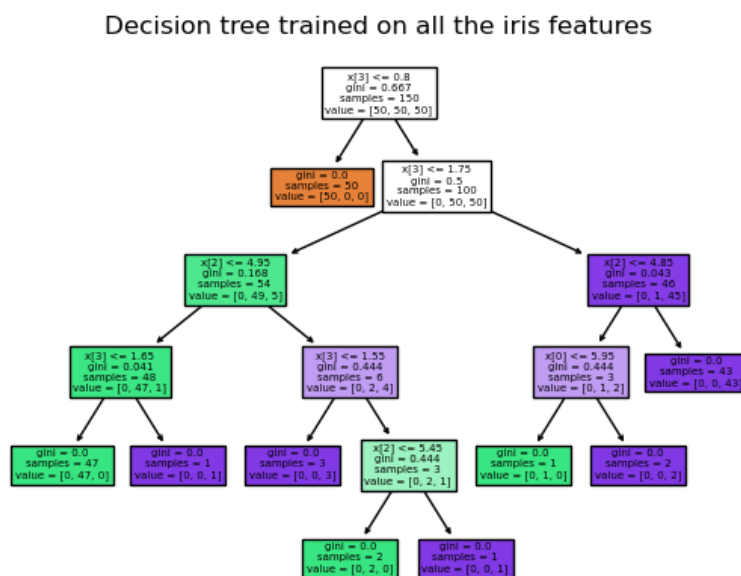 Decision tree trained on all the iris features
x[3] <= 0.8
gini = 0.667
samples = 150
value = [50, 50, 50]
gini = 0.0
samples = 50
value = [50, 0, 0]
x[3] <= 1.75
gini = 0.5
samples = 100
value = [0, 50, 50]
x[2] <= 4.95
gini = 0.168
samples = 54
value = [0, 49, 5]
x[2] <= 4.85
gini = 0.043
samples = 46
value = [0, 1, 45]
x[3] <= 1.65
gini = 0.041
samples = 48
value = [0, 47, 1]
x[3] <= 1.55
gini = 0.444
samples = 6
value = [0, 2, 4]
x[0] <= 5.95
gini = 0.444
samples = 3
value = [0, 1, 2]
gini = 0.0
samples = 43
value = [0, 0, 43]
gini = 0.0
samples = 47
value = [0, 47, 0]
gini = 0.0
samples = 1
value = [0, 0, 1]
gini = 0.0
samples = 3
value = [0, 0, 3]
x[2] <= 5.45
gini = 0.444
samples = 3
value = [0, 2, 1]
gini = 0.0
samples = 1
value = [0, 1, 0]
gini = 0.0
samples = 2
value = [0, 0, 2]
gini = 0.0
samples = 2
value = [0, 2, 0]
gini = 0.0
samples = 1
value = [0, 0, 1]